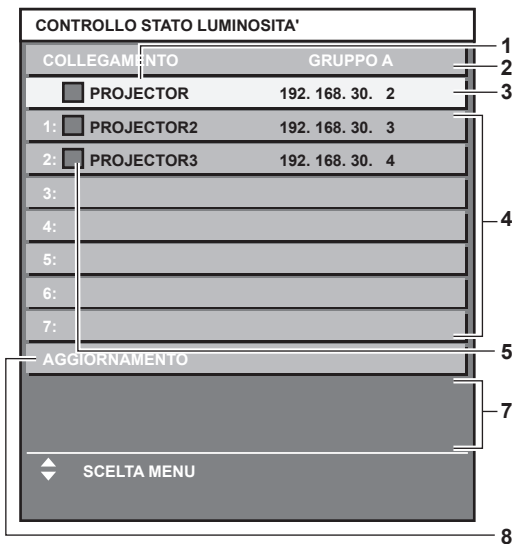 CONTROLLO STATO LUMINOSITA'
COLLEGAMENTO GRUPPO A
PROJECTOR 192. 168. 30. 2
1: PROJECTOR2 192. 168. 30. 3
2: PROJECTOR3 192. 168. 30. 4
3:
4:
5:
6:
7:
AGGIORNAMENTO
SCELTA MENU
1
2
3
4
5
7
8